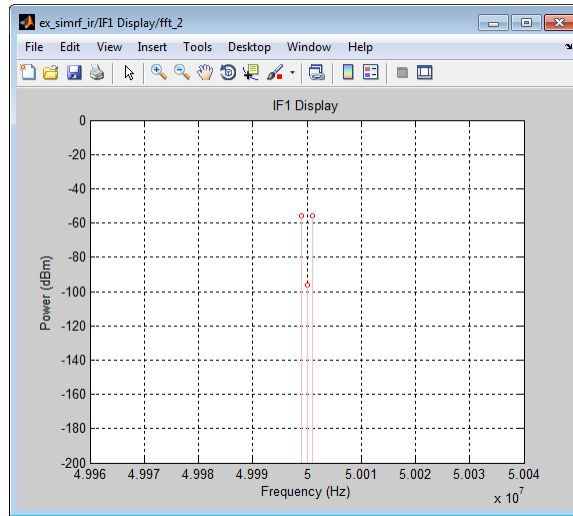 ex_simrf_ir/IF1 Display/fft_2
File Edit View Insert Tools Desktop Window Help
IF1 Display
0
-20
-40
-60
-80
-100
-120
-140
-160
-180
-200
Power (dBm)
4.996 4.997 4.998 4.999 5 5.001 5.002 5.003 5.004
Frequency (Hz)
x 10⁷